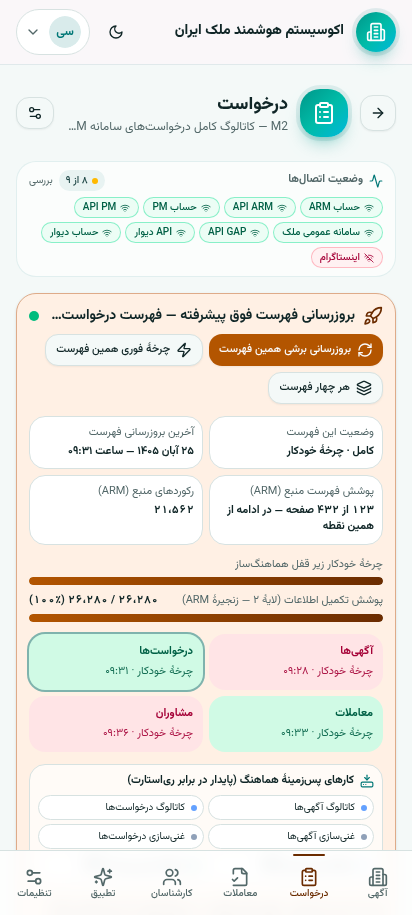 اکوسیستم هوشمند ملک ایران
سی
درخواست
M2 — کاتالوگ کامل درخواست‌های سامانه M...
وضعیت اتصال‌ها
۸ از ۹
بررسی
حساب ARM
API ARM
حساب PM
API PM
سامانه عمومی ملک
API GAP
API دیوار
حساب دیوار
اینستاگرام
بروزرسانی فهرست فوق پیشرفته — فهرست درخواست...
بروزرسانی برشی همین فهرست
چرخهٔ فوری همین فهرست
هر چهار فهرست
وضعیت این فهرست
کامل · چرخهٔ خودکار
آخرین بروزرسانی فهرست
۲۵ آبان ۱۴۰۵ — ساعت ۰۹:۳۱
پوشش فهرست منبع (ARM)
۱۲۳ از ۴۳۲ صفحه — در ادامه از
همین نقطه
رکوردهای منبع (ARM)
۲۱,۵۶۲
چرخهٔ خودکار زیر قفل هماهنگ‌ساز
پوشش تکمیل اطلاعات (لایهٔ ۲ — زنجیرهٔ ARM)
۲۶,۲۸۰ / ۲۶,۲۸۰ (۱۰۰٪)
آگهی‌ها
چرخهٔ خودکار · ۰۹:۲۸
درخواست‌ها
چرخهٔ خودکار · ۰۹:۳۱
معاملات
چرخهٔ خودکار · ۰۹:۳۳
مشاوران
چرخهٔ خودکار · ۰۹:۳۶
کارهای پس‌زمینهٔ هماهنگ (پایدار در برابر ری‌استارت)
کاتالوگ آگهی‌ها
کاتالوگ درخواست‌ها
غنی‌سازی آگهی‌ها
غنی‌سازی درخواست‌ها
آگهی
درخواست
معاملات
کارشناسان
تطبیق
تنظیمات